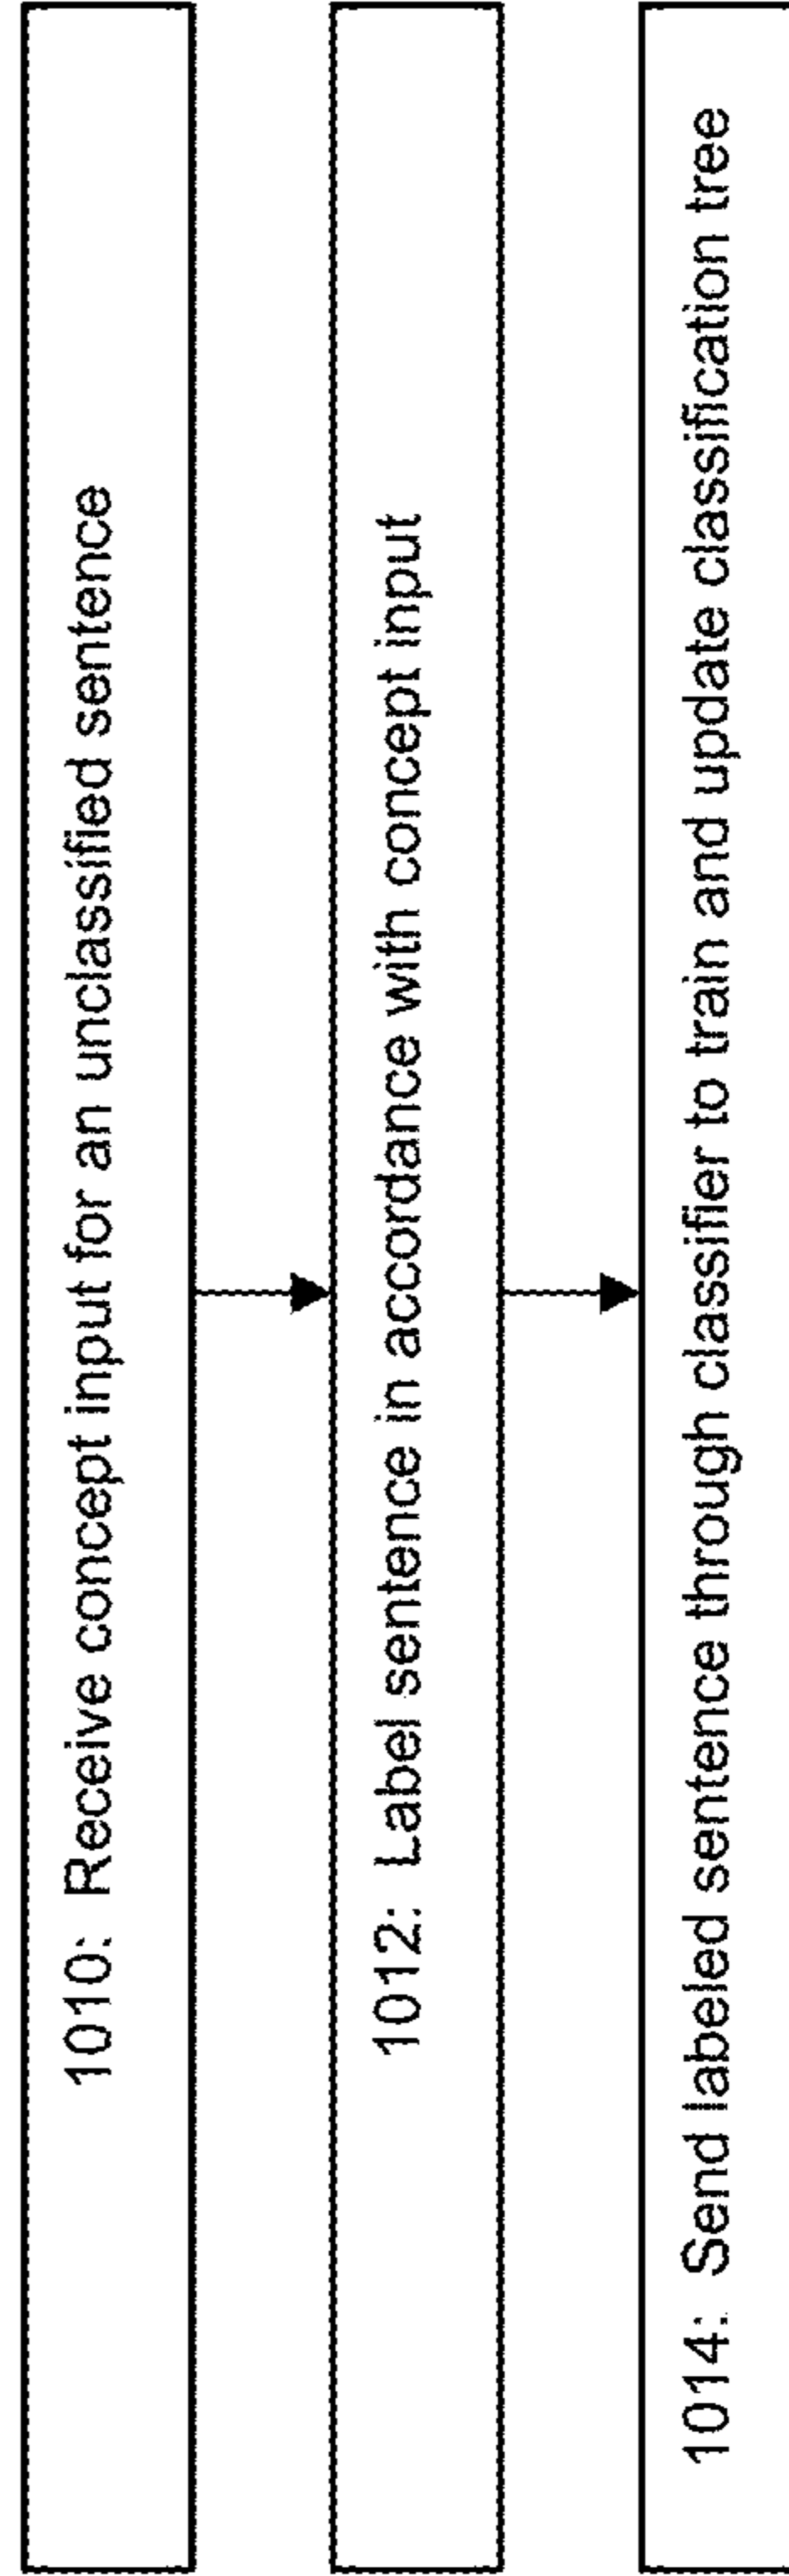 1010: Receive concept input for an unclassified sentence
1012: Label sentence in accordance with concept input
1014: Send labeled sentence through classifier to train and update classification tree